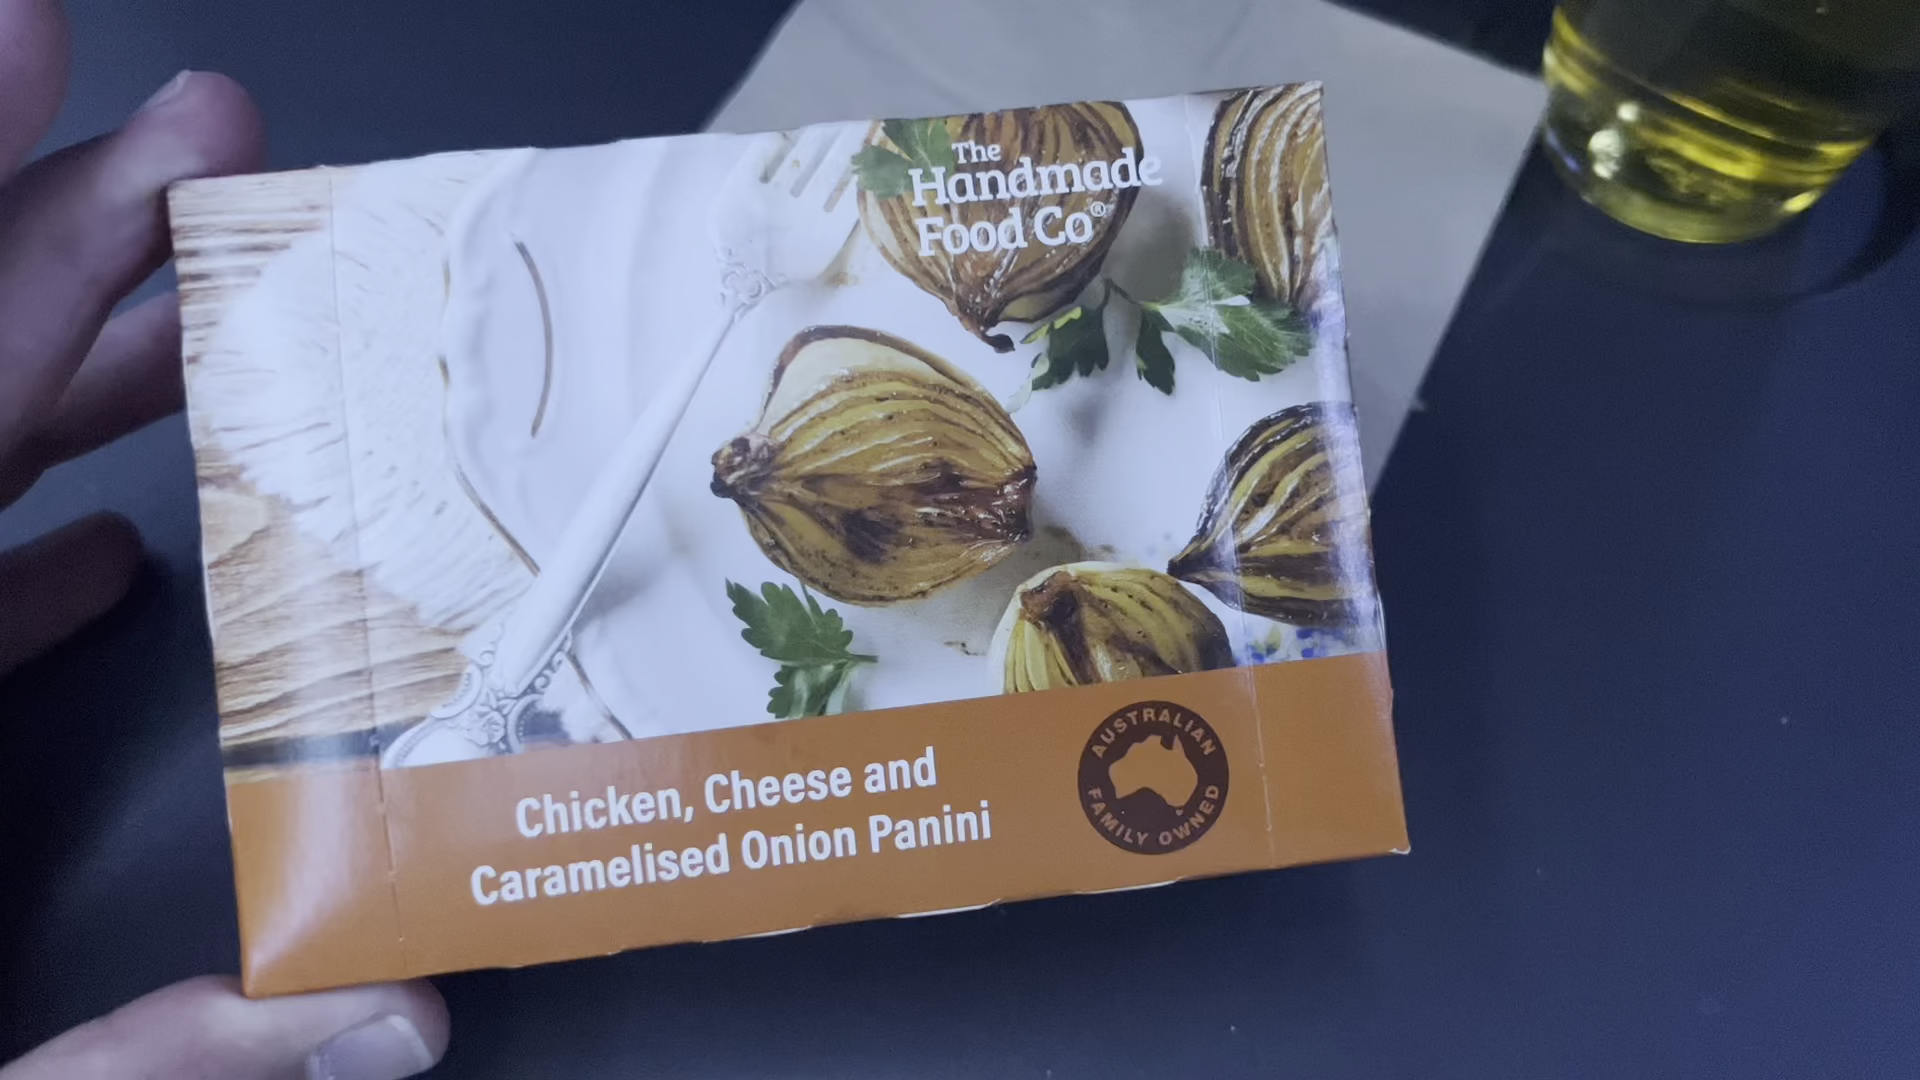 The
Handmade
Food Co®
Chicken, Cheese and
Caramelised Onion Panini
AUSTRALIAN
FAMILY OWNED